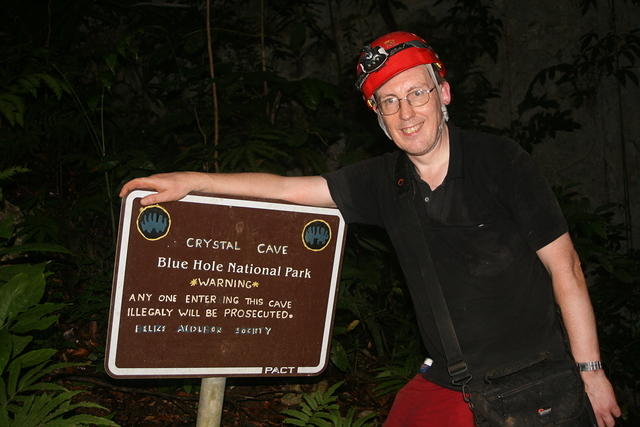 CRYSTAL CAVE
Blue Hole National Park
*WARNING*
ANY ONE ENTERING THIS CAVE
ILLEGALY WILL BE PROSECUTED.
BELIZE AUDUBON SOCIETY
PACT